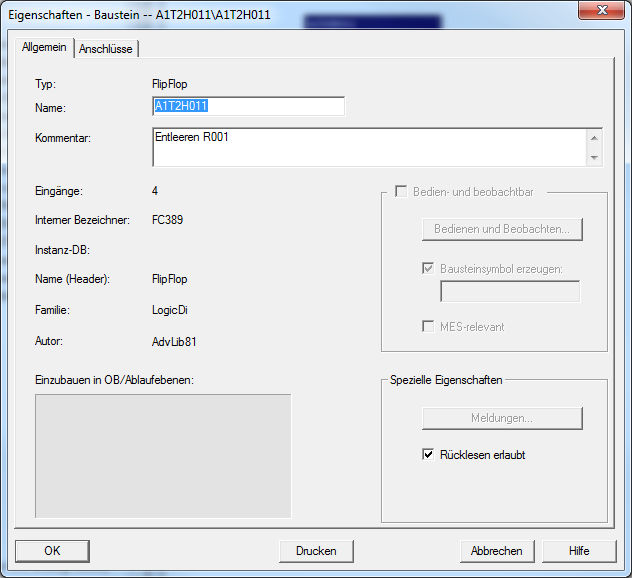 Eigenschaften - Baustein -- A1T2H011\A1T2H011
Allgemein
Anschlüsse
Typ:
FlipFlop
Name:
A1T2H011
Kommentar:
Entleeren R001
Eingänge:
4
Interner Bezeichner:
FC389
Instanz-DB:
Name (Header):
FlipFlop
Familie:
LogicDi
Autor:
AdvLib81
Bedien- und beobachtbar
Bedienen und Beobachten...
Bausteinsymbol erzeugen:
MES-relevant
Einzubauen in OB/Ablaufebenen:
Spezielle Eigenschaften
Meldungen...
Rücklesen erlaubt
OK
Drucken
Abbrechen
Hilfe